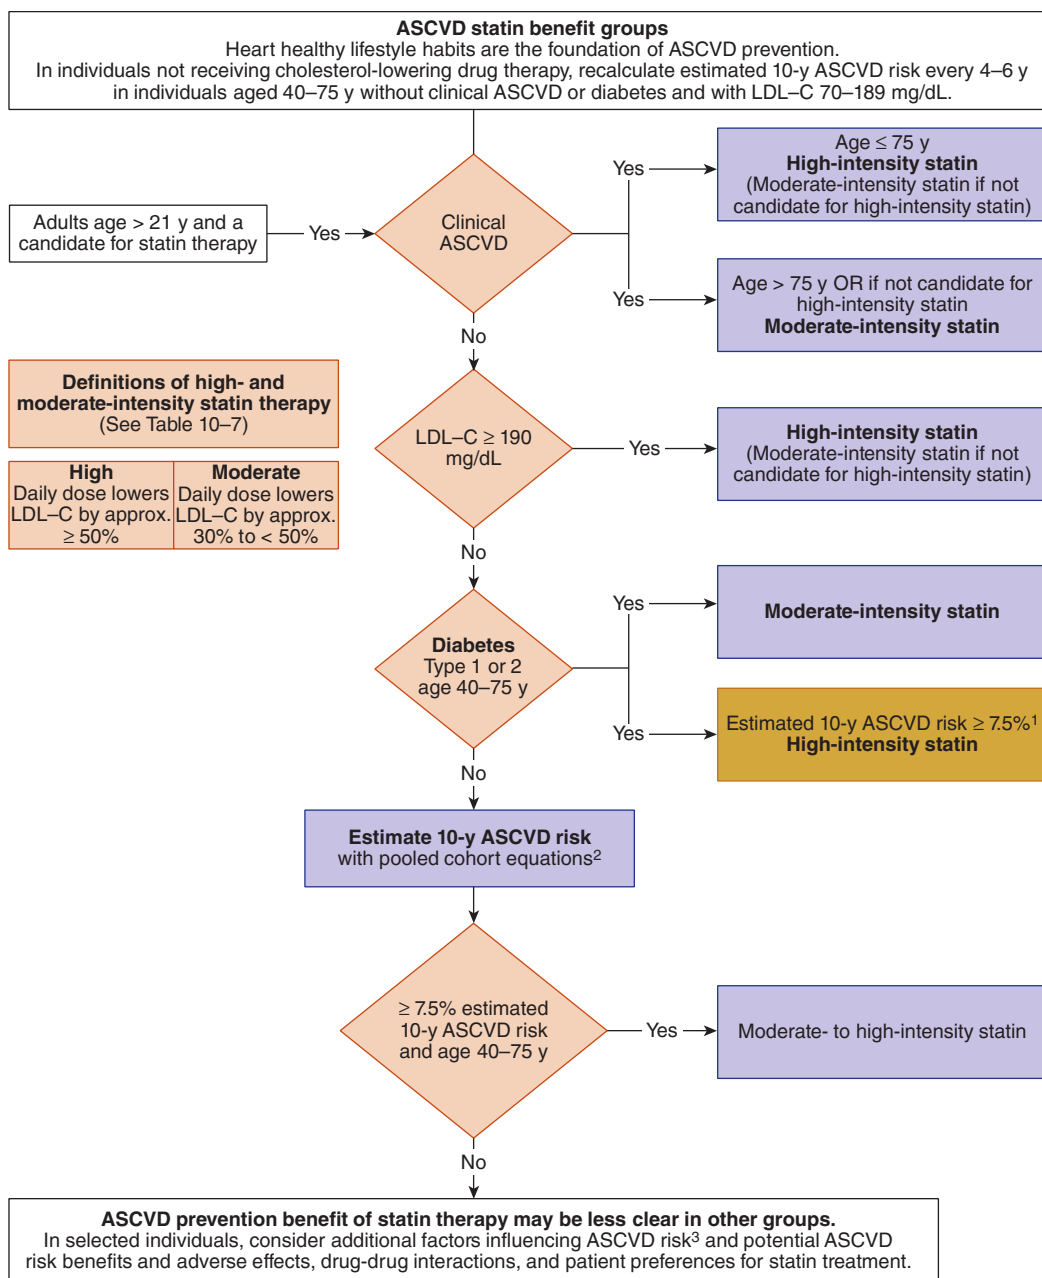 ASCVD statin benefit groups
Heart healthy lifestyle habits are the foundation of ASCVD prevention.
In individuals not receiving cholesterol-lowering drug therapy, recalculate estimated 10-y ASCVD risk every 4–6 y
in individuals aged 40–75 y without clinical ASCVD or diabetes and with LDL–C 70–189 mg/dL.
Adults age > 21 y and a
candidate for statin therapy
Yes
Clinical
ASCVD
Yes
Age ≤ 75 y
High-intensity statin
(Moderate-intensity statin if not
candidate for high-intensity statin)
Yes
Age > 75 y OR if not candidate for
high-intensity statin
Moderate-intensity statin
No
Definitions of high- and
moderate-intensity statin therapy
(See Table 10–7)
High
Daily dose lowers
LDL–C by approx.
≥ 50%
Moderate
Daily dose lowers
LDL–C by approx.
30% to < 50%
LDL–C ≥ 190
mg/dL
Yes
High-intensity statin
(Moderate-intensity statin if not
candidate for high-intensity statin)
No
Diabetes
Type 1 or 2
age 40–75 y
Yes
Moderate-intensity statin
Yes
Estimated 10-y ASCVD risk ≥ 7.5%¹
High-intensity statin
No
Estimate 10-y ASCVD risk
with pooled cohort equations²
≥ 7.5% estimated
10-y ASCVD risk
and age 40–75 y
Yes
Moderate- to high-intensity statin
No
ASCVD prevention benefit of statin therapy may be less clear in other groups.
In selected individuals, consider additional factors influencing ASCVD risk³ and potential ASCVD
risk benefits and adverse effects, drug-drug interactions, and patient preferences for statin treatment.